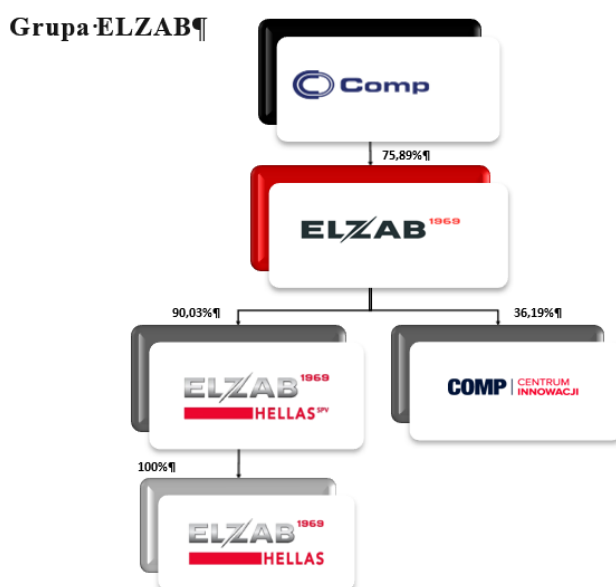 Grupa·ELZAB¶
Comp
75,89%¶
ELZAB 1969
90,03%¶
36,19%¶
ELZAB 1969
HELLAS SPV
COMP | CENTRUM
INNOWACJI
100%¶
ELZAB 1969
HELLAS